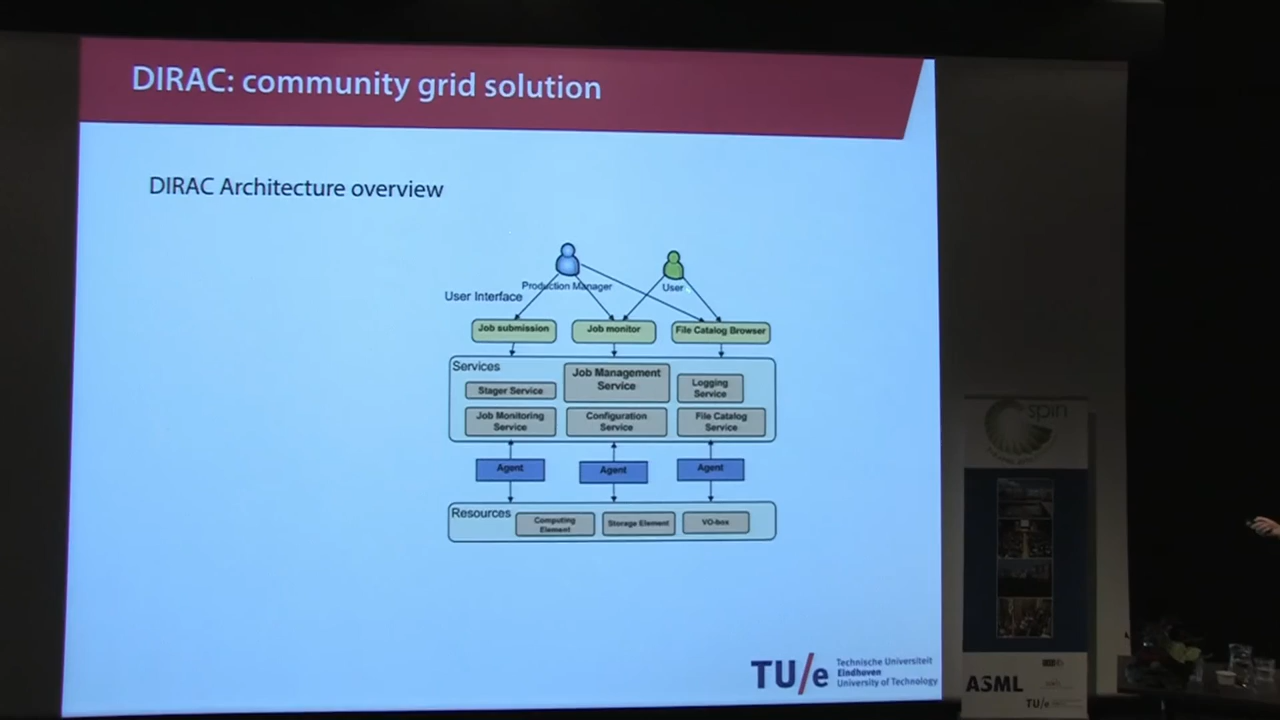 DIRAC: community grid solution
DIRAC Architecture overview
Production Manager
User
User Interface
Job submission
Job monitor
File Catalog Browser
Services
Job Management
Service
Stager Service
Logging
Service
Job Monitoring
Service
Configuration
Service
File Catalog
Service
Agent
Agent
Agent
Resources
Computing
Element
Storage Element
VO-box
TU/e
Technische Universiteit
Eindhoven
University of Technology
spin
ASML
TU/e